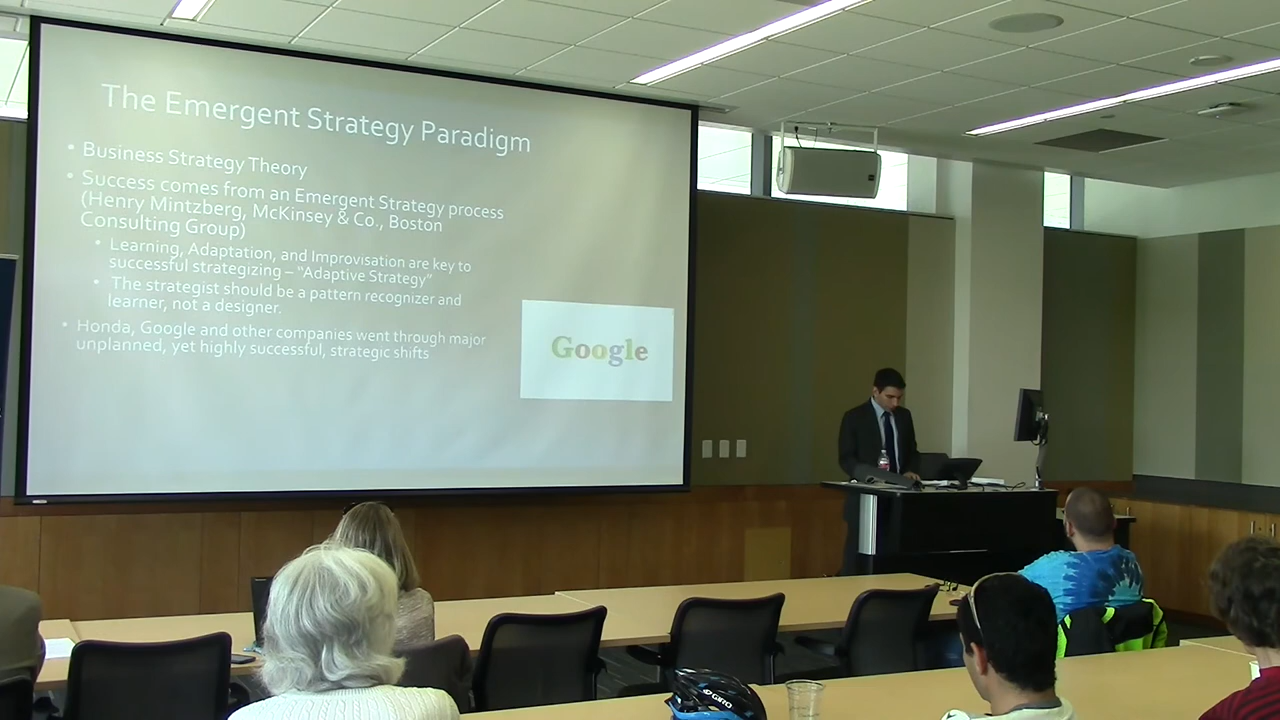 The Emergent Strategy Paradigm
• Business Strategy Theory
• Success comes from an Emergent Strategy process
(Henry Mintzberg, McKinsey & Co., Boston
Consulting Group)
• Learning, Adaptation, and Improvisation are key to
successful strategizing – "Adaptive Strategy"
• The strategist should be a pattern recognizer and
learner, not a designer.
• Honda, Google and other companies went through major
unplanned, yet highly successful, strategic shifts
Google
GIRO